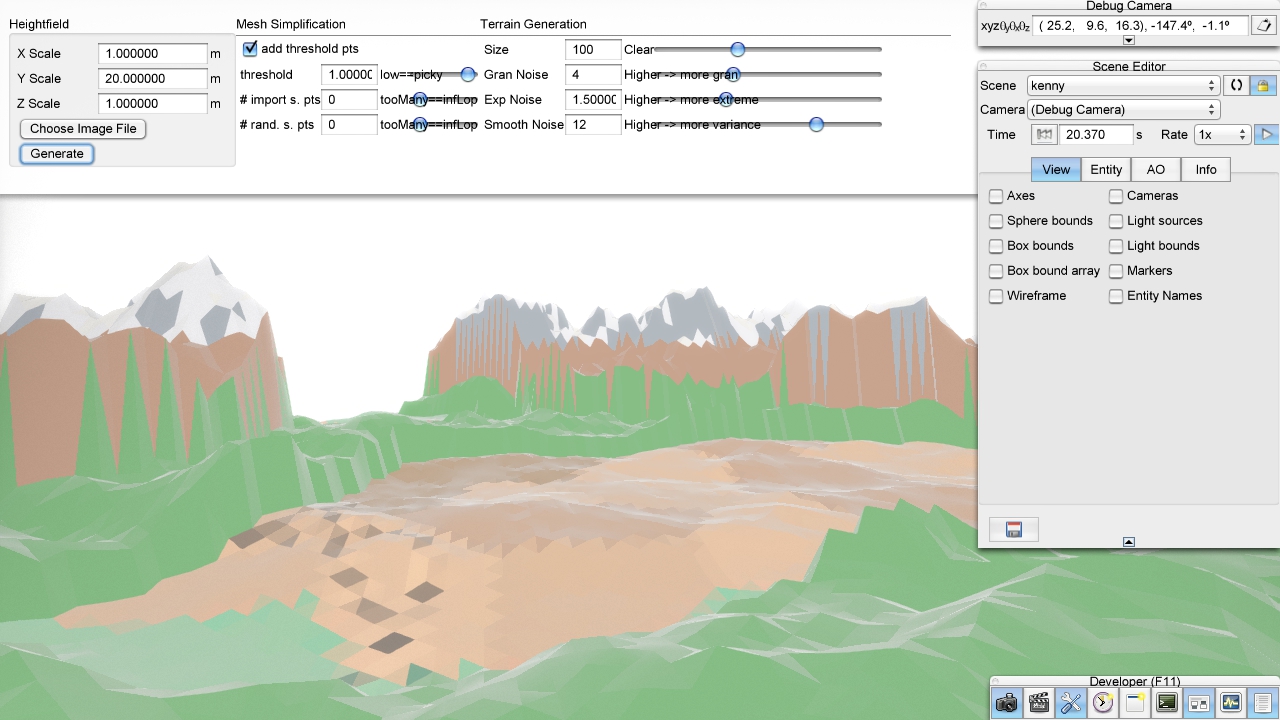 Heightfield
X Scale 1.000000 m
Y Scale 20.000000 m
Z Scale 1.000000 m
Choose Image File
Generate
Mesh Simplification
add threshold pts
threshold 1.00000 low==picky
# import s. pts 0 tooMany==infLop
# rand. s. pts 0 tooMany==infLop
Terrain Generation
Size 100 Clear
Gran Noise 4 Higher -> more gran
Exp Noise 1.50000 Higher -> more extreme
Smooth Noise 12 Higher -> more variance
Debug Camera
( 25.2, 9.6, 16.3), -147.4º, -1.1°
Scene Editor
Scene kenny
Camera (Debug Camera)
Time 20.370 s Rate 1x
View Entity AO Info
Axes Cameras
Sphere bounds Light sources
Box bounds Light bounds
Box bound array Markers
Wireframe Entity Names
Developer (F11)